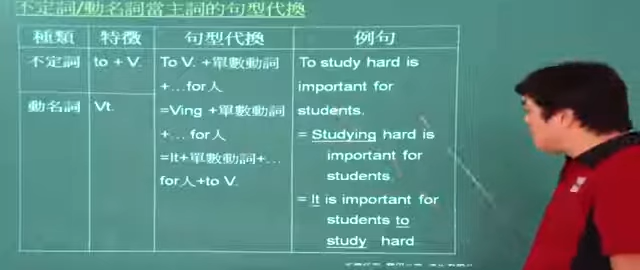 不定詞/動名詞當主詞的句型代換
種類 特徵 句型代換 例句
不定詞 to + V. To V. +單數動詞 To study hard is
+…for人 important for
動名詞 Vt. =Ving +單數動詞 students.
+…for人 = Studying hard is
=It+單數動詞+… important for
for人+to V. students
= It is important for
students to
study hard